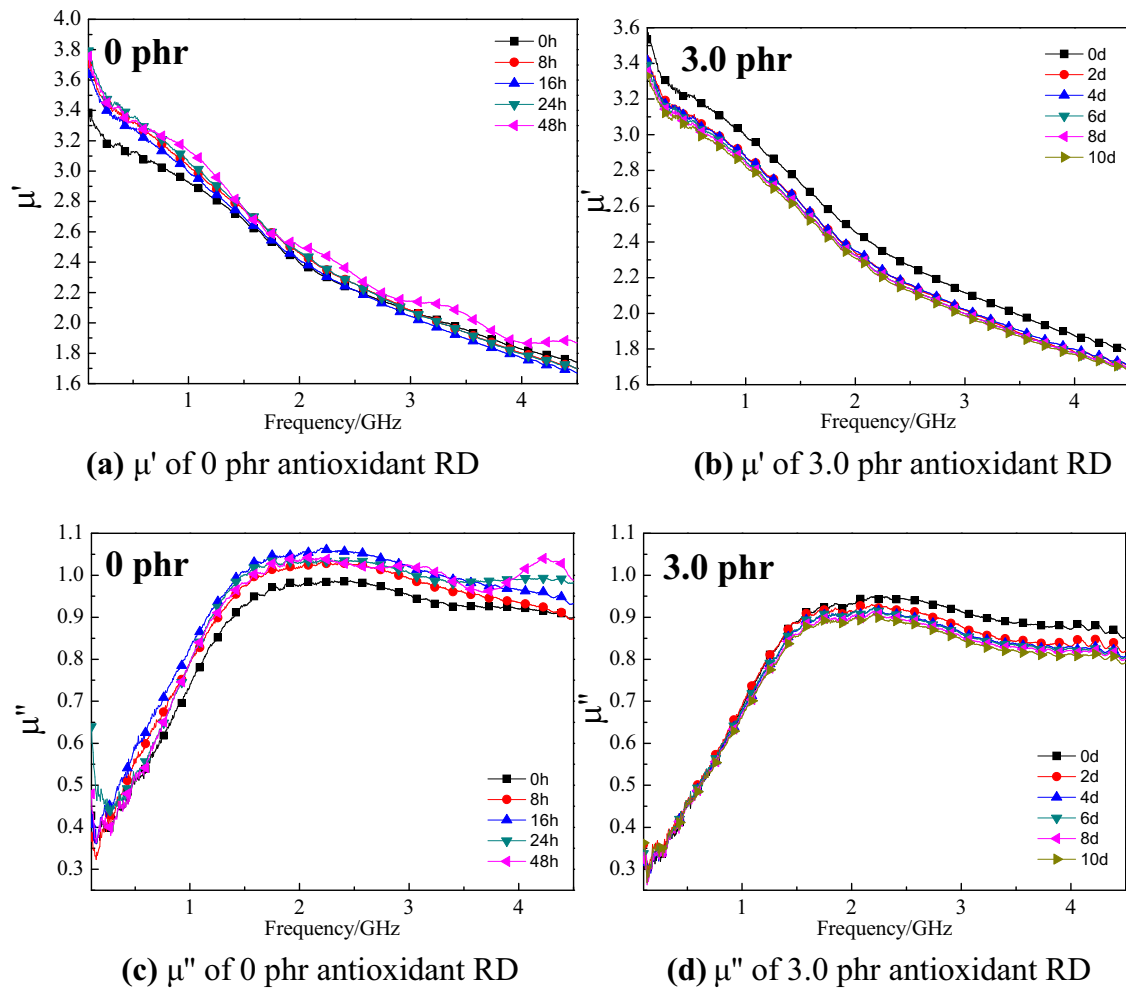 0 phr
4.0
3.8
3.6
3.4
3.2
3.0
2.8
2.6
2.4
2.2
2.0
1.8
1.6
μ'
1
2
3
4
Frequency/GHz
0h
8h
16h
24h
48h
(a) μ' of 0 phr antioxidant RD
3.0 phr
3.6
3.4
3.2
3.0
2.8
2.6
2.4
2.2
2.0
1.8
1.6
μ'
1
2
3
4
Frequency/GHz
0d
2d
4d
6d
8d
10d
(b) μ' of 3.0 phr antioxidant RD
0 phr
1.1
1.0
0.9
0.8
0.7
0.6
0.5
0.4
0.3
μ"
1
2
3
4
Frequency/GHz
0h
8h
16h
24h
48h
(c) μ" of 0 phr antioxidant RD
3.0 phr
1.1
1.0
0.9
0.8
0.7
0.6
0.5
0.4
0.3
μ"
1
2
3
4
Frequency/GHz
0d
2d
4d
6d
8d
10d
(d) μ" of 3.0 phr antioxidant RD